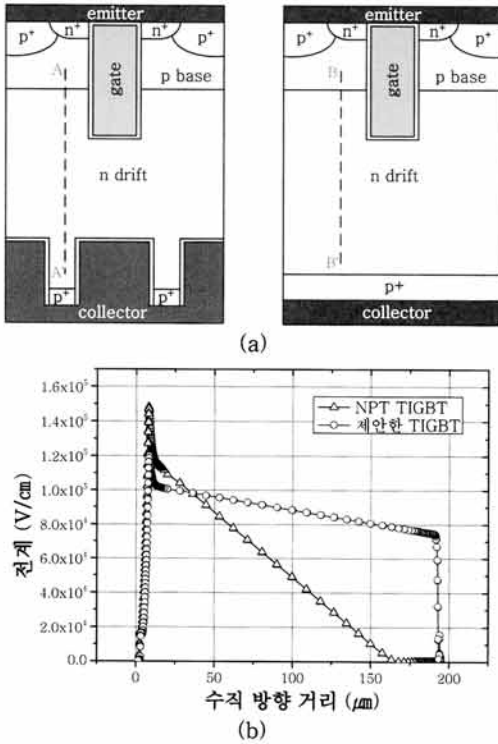 emitter
p⁺ n⁺ n⁺ p⁺
A
gate
p base
n drift
A'
p⁺ p⁺
collector
emitter
p⁺ n⁺ n⁺ p⁺
B
gate
p base
n drift
B'
p+
collector
(a)
1.6x10⁵
1.4x10⁵
1.2x10⁵
1.0x10⁵
8.0x10⁴
6.0x10⁴
4.0x10⁴
2.0x10⁴
0.0
전계 (V/cm)
NPT TIGBT
제안한 TIGBT
0 50 100 150 200
수직 방향 거리 (μm)
(b)